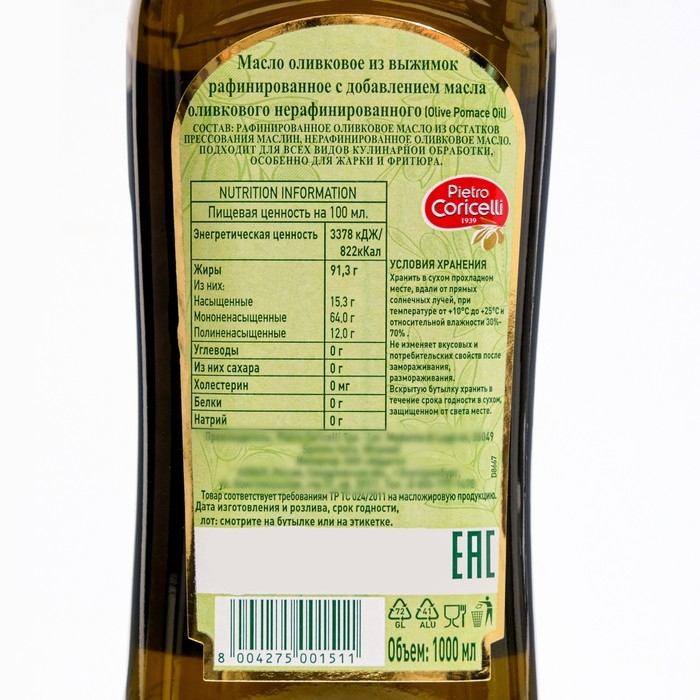 Масло оливковое из выжимок
рафинированное с добавлением масла
оливкового нерафинированного (Olive Pomace Oil)
СОСТАВ: РАФИНИРОВАННОЕ ОЛИВКОВОЕ МАСЛО ИЗ ОСТАТКОВ
ПРЕССОВАНИЯ МАСЛИН, НЕРАФИНИРОВАННОЕ ОЛИВКОВОЕ МАСЛО.
ПОДХОДИТ ДЛЯ ВСЕХ ВИДОВ КУЛИНАРНОЙ ОБРАБОТКИ,
ОСОБЕННО ДЛЯ ЖАРКИ И ФРИТЮРА.
NUTRITION INFORMATION
Пищевая ценность на 100 мл.
Энегретическая ценность 3378 кДЖ/
822кКал
Жиры 91,3 г
Из них:
Насыщенные 15,3 г
Мононенасыщенные 64,0 г
Полиненасыщенные 12,0 г
Углеводы 0 г
Из них сахара 0 г
Холестерин 0 мг
Белки 0 г
Натрий 0 г
Pietro
Coricelli
1939
УСЛОВИЯ ХРАНЕНИЯ
Хранить в сухом прохладном
месте, вдали от прямых
солнечных лучей, при
температуре от +10°C до +25°C и
относительной влажности 30%-
70% .
Не изменяет вкусовых и
потребительских свойств после
замораживания,
размораживания.
Вскрытую бутылку хранить в
течение срока годности в сухом,
защищенном от света месте.
D8667
Товар соответствует требованиям ТР ТС 024/2011 на масложировую продукцию.
Дата изготовления и розлива, срок годности,
лот: смотрите на бутылке или на этикетке.
EAC
8 004275 001511
72
GL
41
ALU
Объем: 1000 мл